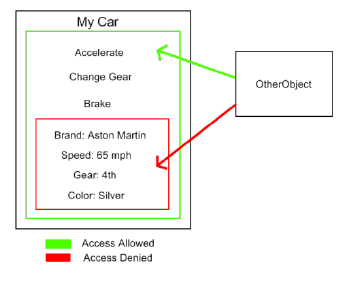 My Car
Accelerate
Change Gear
Brake
Brand: Aston Martin
Speed: 65 mph
Gear: 4th
Color: Silver
OtherObject
Access Allowed
Access Denied